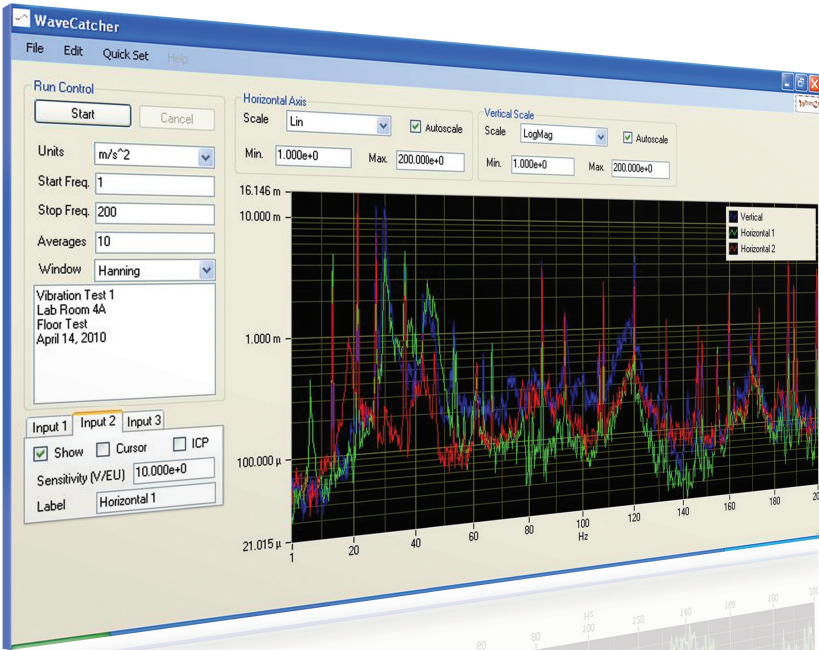 WaveCatcher
File Edit Quick Set Help
Run Control
Start Cancel
Units m/s^2
Start Freq. 1
Stop Freq. 200
Averages 10
Window Hanning
Vibration Test 1
Lab Room 4A
Floor Test
April 14, 2010
Input 1 Input 2 Input 3
Show Cursor ICP
Sensitivity (V/EU) 10.000e+0
Label Horizontal 1
Horizontal Axis
Scale Lin Autoscale
Min. 1.000e+0 Max. 200.000e+0
Vertical Scale
Scale LogMag Autoscale
Min. 1.000e+0 Max. 200.000e+0
16.146 m
10.000 m
1.000 m
100.000 µ
21.015 µ
Vertical
Horizontal 1
Horizontal 2
1 20 40 60 80 100 120 140 160 180
Hz